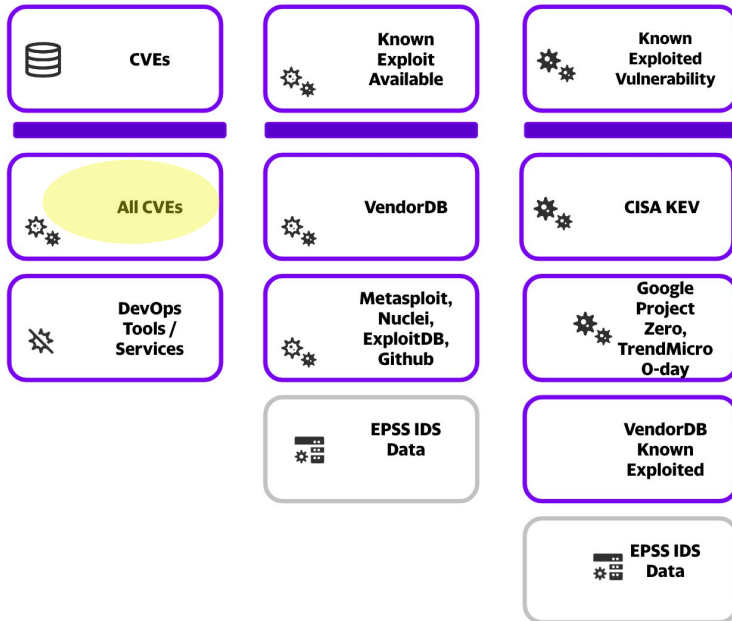 CVEs
Known
Exploit
Available
Known
Exploited
Vulnerability
All CVEs
VendorDB
CISA KEV
DevOps
Tools /
Services
Metasploit,
Nuclei,
ExploitDB,
Github
Google
Project
Zero,
TrendMicro
0-day
EPSS IDS
Data
VendorDB
Known
Exploited
EPSS IDS
Data